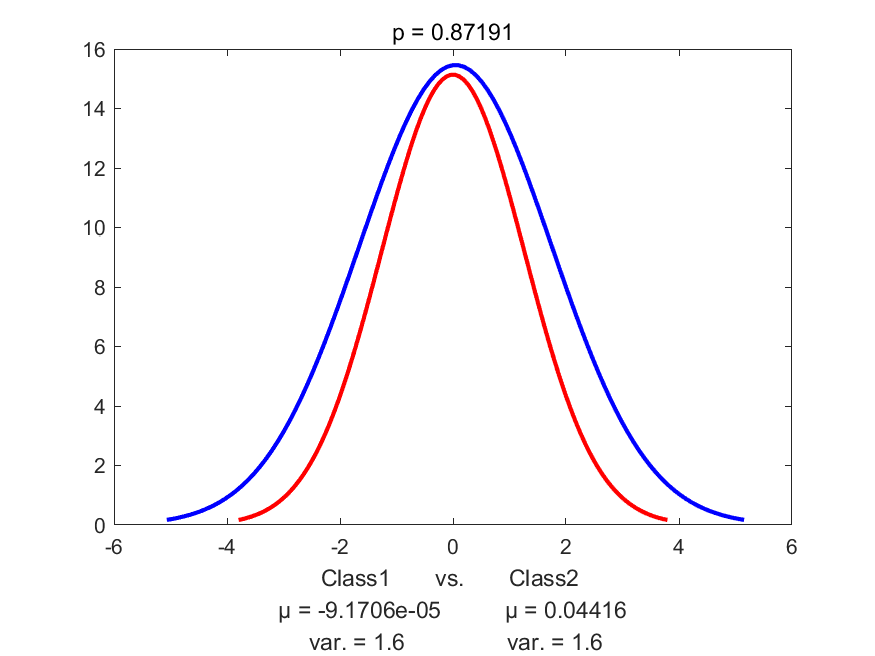 p = 0.87191
16
14
12
10
8
6
4
2
0
-6 -4 -2 0 2 4 6
Class1 vs. Class2
μ = -9.1706e-05 μ = 0.04416
var. = 1.6 var. = 1.6